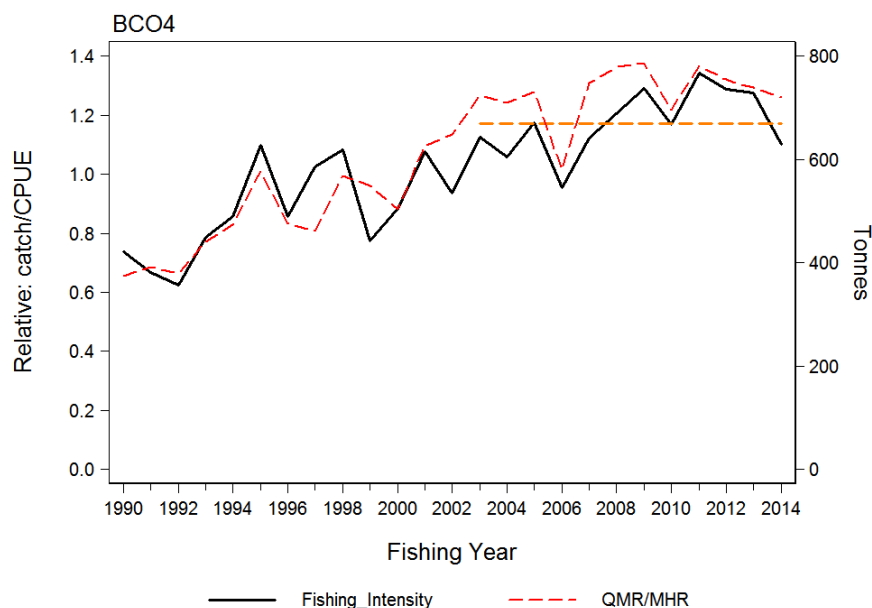 BCO4
1.4
1.2
1.0
0.8
0.6
0.4
0.2
0.0
Relative: catch/CPUE
800
600
400
200
0
Tonnes
1990 1992 1994 1996 1998 2000 2002 2004 2006 2008 2010 2012 2014
Fishing Year
Fishing_Intensity QMR/MHR